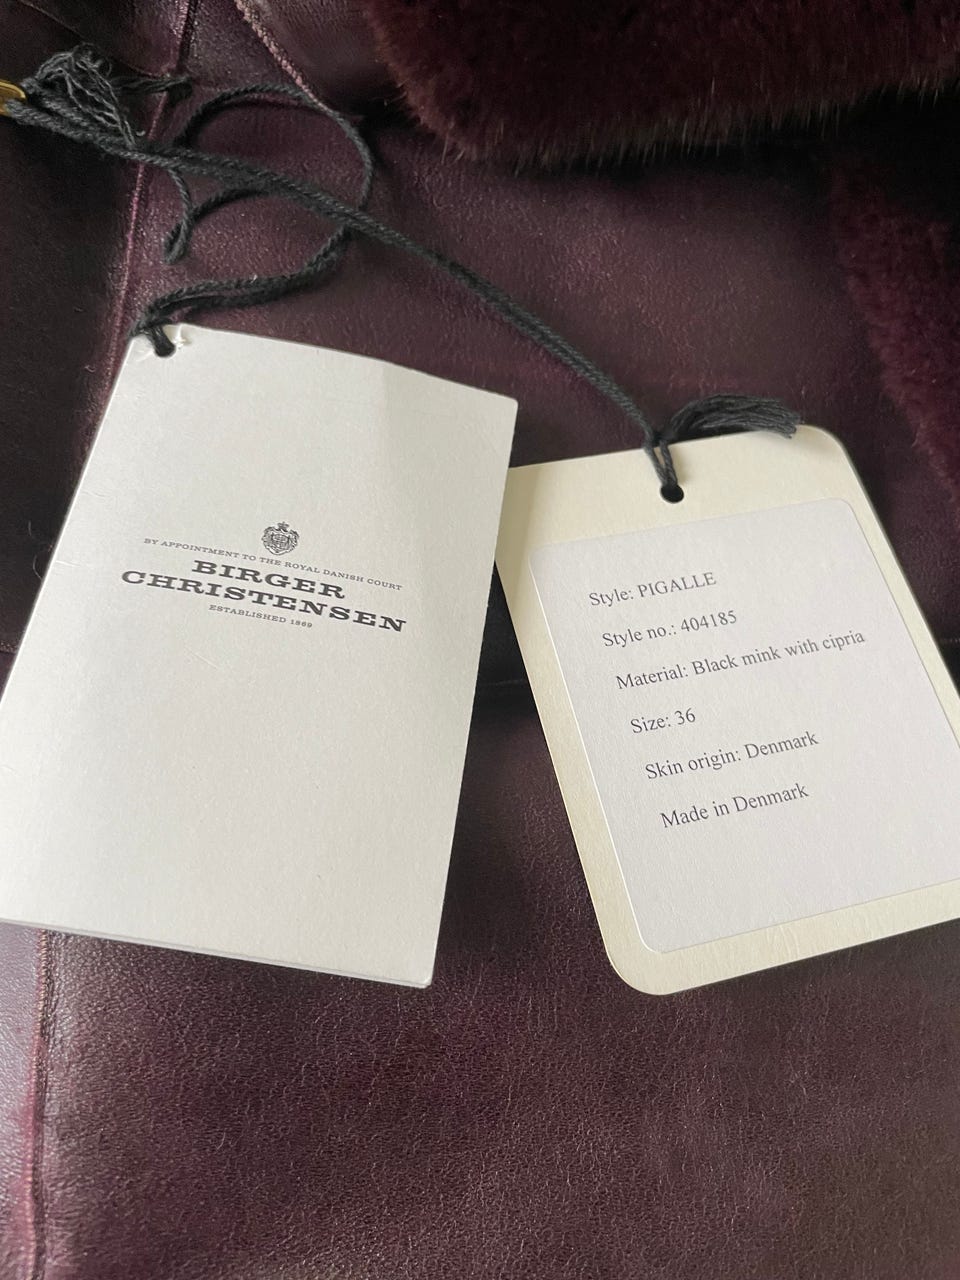 BY APPOINTMENT TO THE ROYAL DANISH COURT
BIRGER
CHRISTENSEN
ESTABLISHED 1869
Style: PIGALLE
Style no.: 404185
Material: Black mink with cipria
Size: 36
Skin origin: Denmark
Made in Denmark